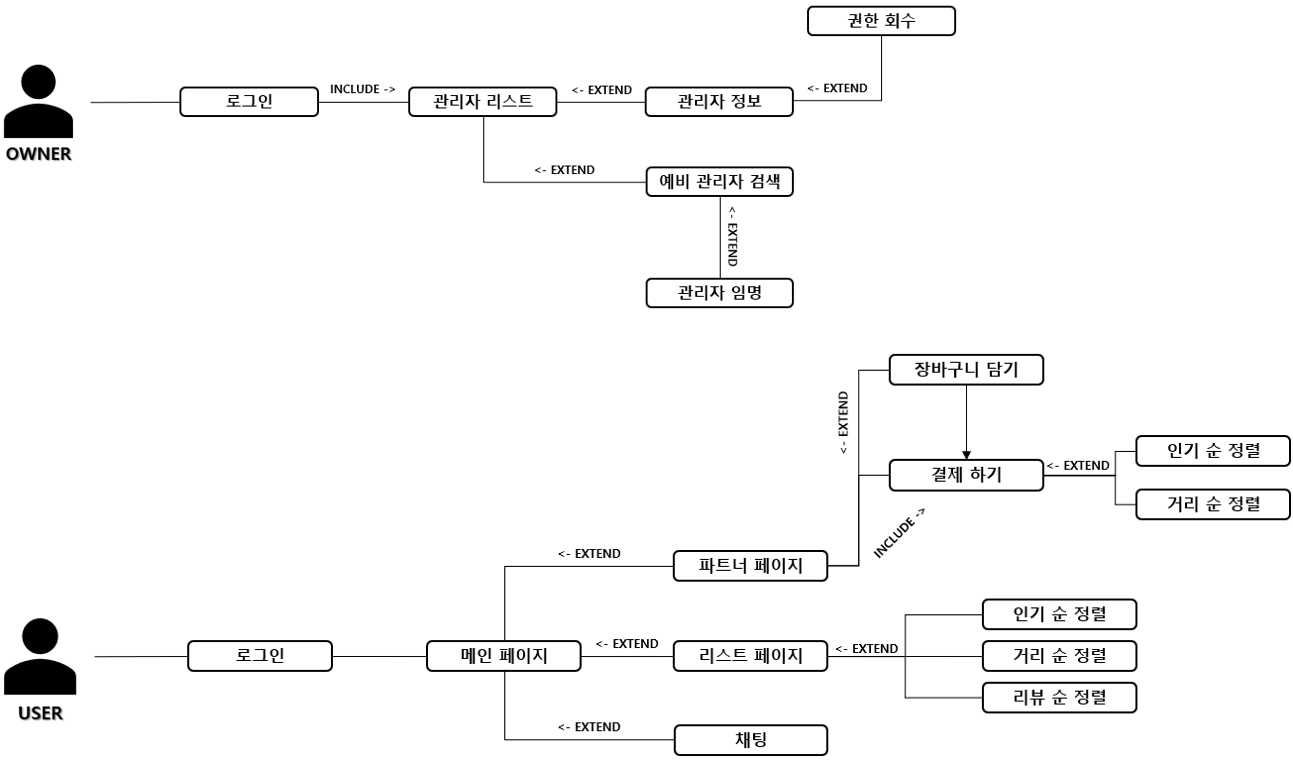 권한 회수
<- EXTEND
로그인
INCLUDE ->
관리자 리스트
<- EXTEND
관리자 정보
OWNER
<- EXTEND
예비 관리자 검색
<- EXTEND
관리자 임명
장바구니 담기
<- EXTEND
결제 하기
<- EXTEND
인기 순 정렬
거리 순 정렬
INCLUDE ->
<- EXTEND
파트너 페이지
로그인
메인 페이지
<- EXTEND
리스트 페이지
<- EXTEND
인기 순 정렬
거리 순 정렬
리뷰 순 정렬
USER
<- EXTEND
채팅